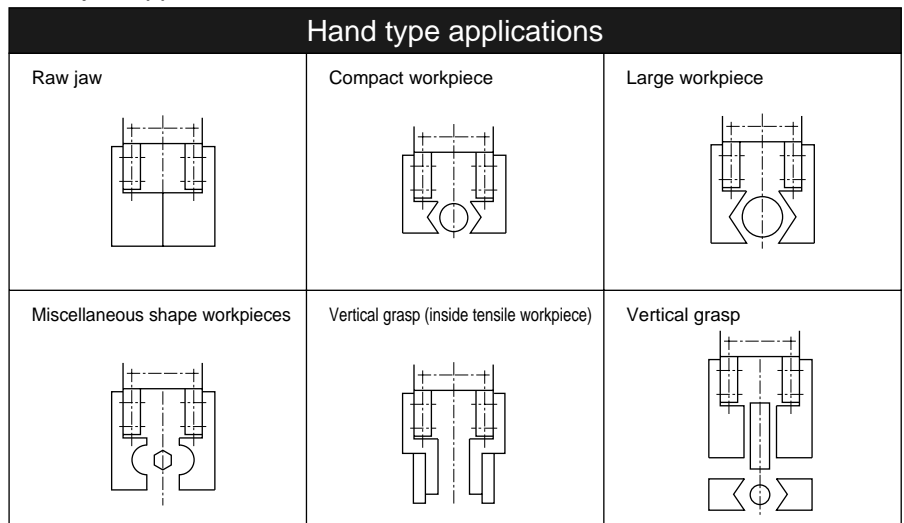 Hand type applications
Raw jaw
Compact workpiece
Large workpiece
Miscellaneous shape workpieces
Vertical grasp (inside tensile workpiece)
Vertical grasp